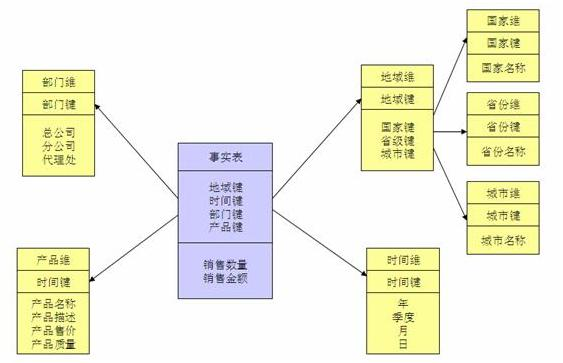 部门维
部门键
总公司
分公司
代理处
事实表
地域键
时间键
部门键
产品键
销售数量
销售金额
产品维
时间键
产品名称
产品描述
产品售价
产品质量
地域维
地域键
国家键
省级键
城市键
国家维
国家键
国家名称
省份维
省份键
省份名称
城市维
城市键
城市名称
时间维
时间键
年
季度
月
日